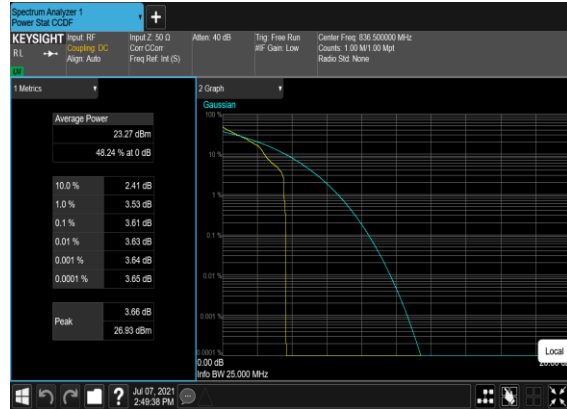 Spectrum Analyzer 1
Power Stat CCDF
+
KEYSIGHT
RL
Input: RF
Coupling: DC
Align: Auto
Input Z: 50 Ω
Corr CCorr
Freq Ref: Int (S)
Atten: 40 dB
Trig: Free Run
#IF Gain: Low
Center Freq: 836.500000 MHz
Counts: 1.00 M/1.00 Mpt
Radio Std: None
1 Metrics
Average Power
23.27 dBm
48.24 % at 0 dB
10.0 % 2.41 dB
1.0 % 3.53 dB
0.1 % 3.61 dB
0.01 % 3.63 dB
0.001 % 3.64 dB
0.0001 % 3.65 dB
Peak
3.66 dB
26.93 dBm
2 Graph
Gaussian
100 %
10 %
1 %
0.1 %
0.01 %
0.001 %
0.0001 %
0.00 dB
Info BW 25.000 MHz
Local
?
Jul 07, 2021
2:49:38 PM